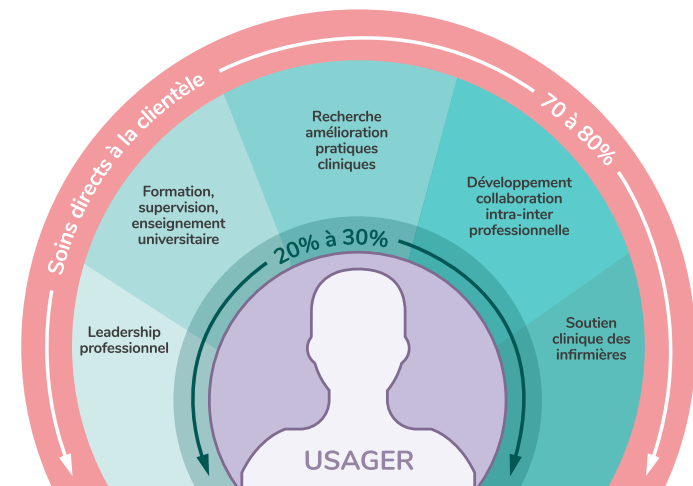 Soins directs à la clientèle
70 à 80%
Recherche
amélioration
pratiques
cliniques
Formation,
supervision,
enseignement
universitaire
Développement
collaboration
intra-inter
professionnelle
20% à 30%
Leadership
professionnel
Soutien
clinique des
infirmières
USAGER